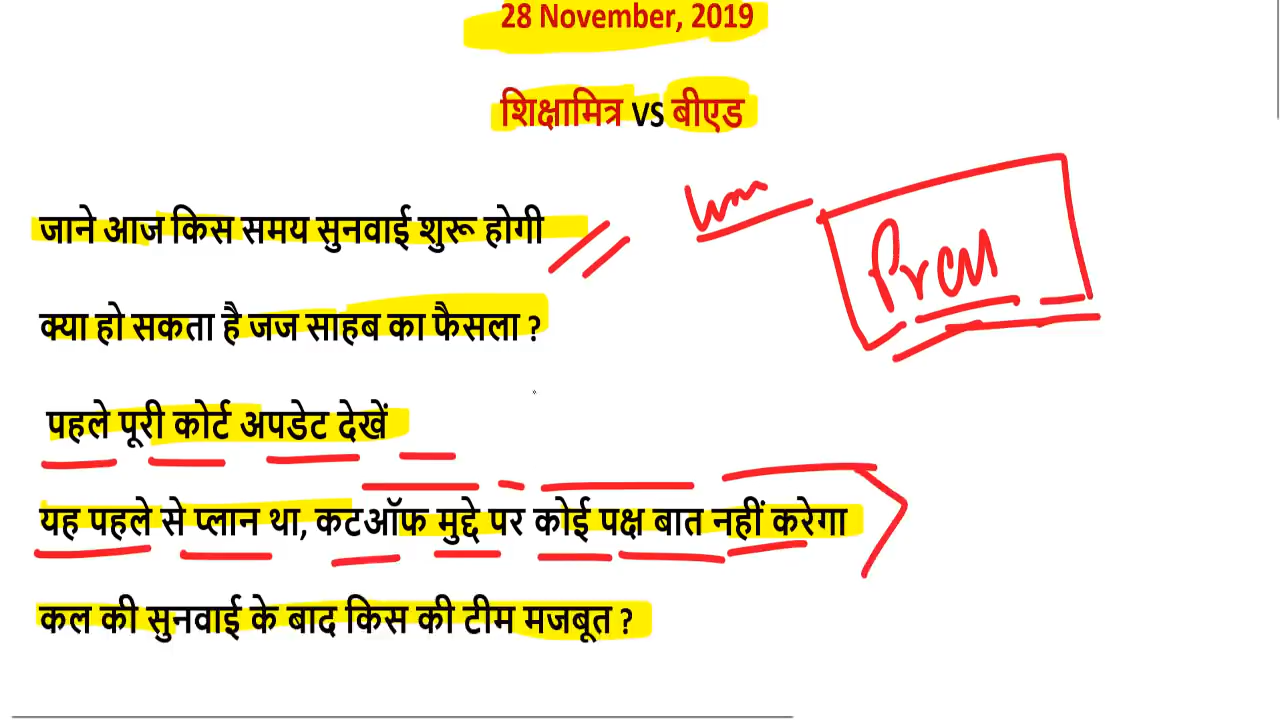 28 November, 2019
शिक्षामित्र VS बीएड
जाने आज किस समय सुनवाई शुरू होगी
क्या हो सकता है जज साहब का फैसला ?
पहले पूरी कोर्ट अपडेट देखें
यह पहले से प्लान था, कटऑफ मुद्दे पर कोई पक्ष बात नहीं करेगा
कल की सुनवाई के बाद किस की टीम मजबूत ?